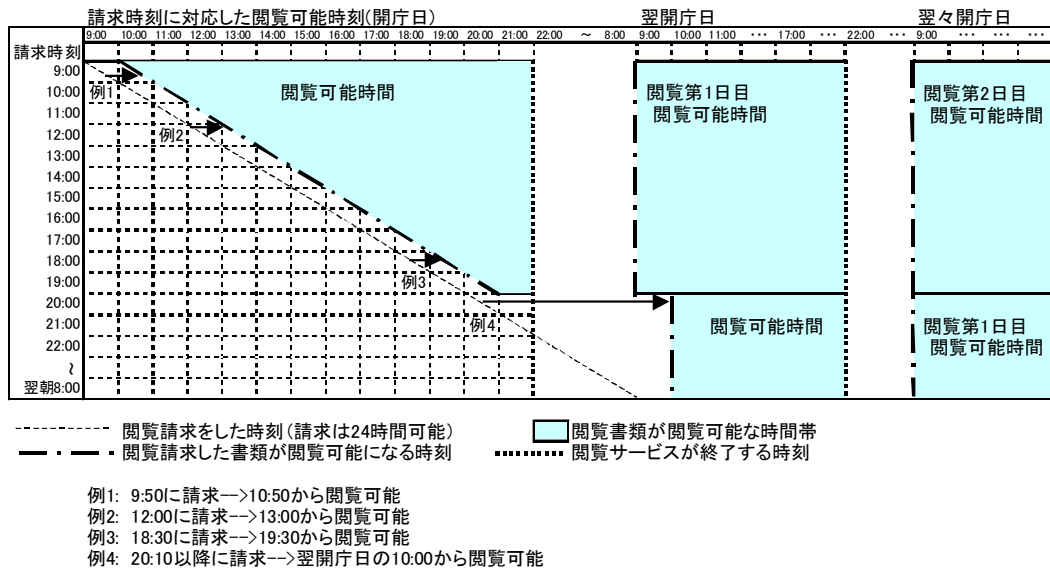 請求時刻に対応した閲覧可能時刻(開庁日) 翌開庁日 翌々開庁日
9:00 10:00 11:00 12:00 13:00 14:00 15:00 16:00 17:00 18:00 19:00 20:00 21:00 22:00 ～ 8:00 9:00 10:00 11:00 … 17:00 … 22:00 … 9:00 … … …
請求時刻
9:00
10:00
11:00
12:00
13:00
14:00
15:00
16:00
17:00
18:00
19:00
20:00
21:00
22:00
～
翌朝8:00
例1
例2
例3
例4
閲覧可能時間
閲覧第1日目
閲覧可能時間
閲覧第2日目
閲覧可能時間
閲覧可能時間
閲覧第1日目
閲覧可能時間
閲覧請求をした時刻(請求は24時間可能) 閲覧書類が閲覧可能な時間帯
閲覧請求した書類が閲覧可能になる時刻 閲覧サービスが終了する時刻
例1: 9:50に請求-->10:50から閲覧可能
例2: 12:00に請求-->13:00から閲覧可能
例3: 18:30に請求-->19:30から閲覧可能
例4: 20:10以降に請求-->翌開庁日の10:00から閲覧可能